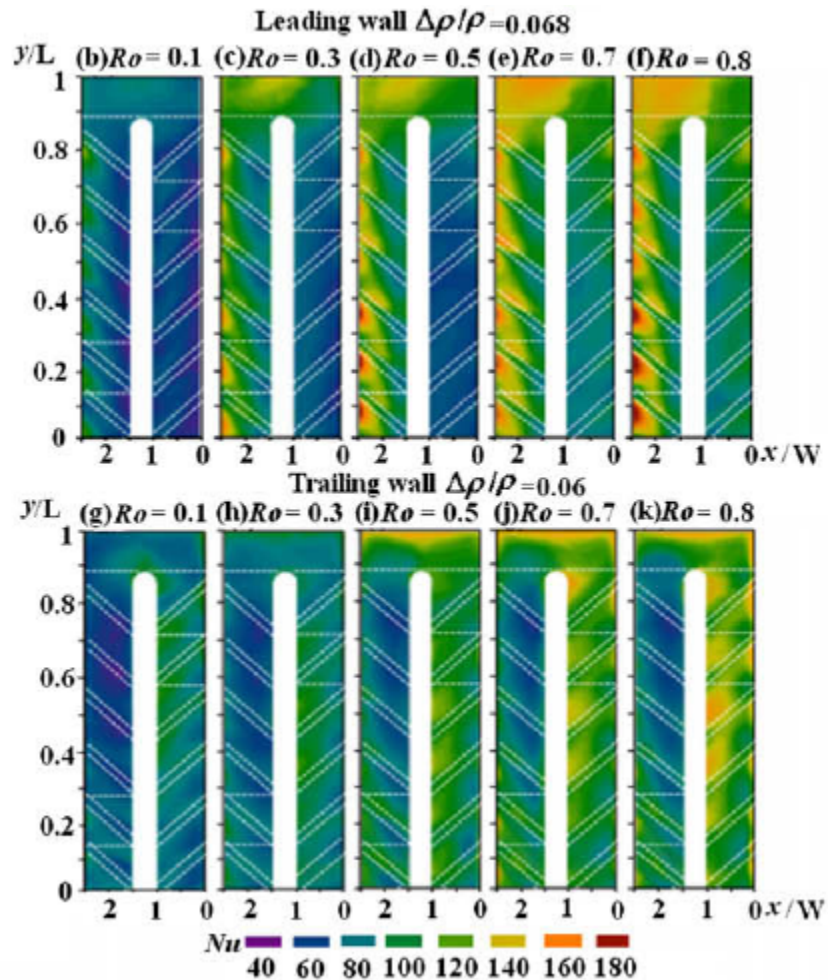 Leading wall Δρ/ρ=0.068
y/L (b)Ro = 0.1 (c)Ro = 0.3 (d)Ro = 0.5 (e)Ro = 0.7 (f)Ro = 0.8
1
0.8
0.6
0.4
0.2
0
2 1 0 2 1 0 2 1 0 2 1 0 2 1 0 x/W
Trailing wall Δρ/ρ=0.06
y/L (g)Ro = 0.1 (h)Ro = 0.3 (i)Ro = 0.5 (j)Ro = 0.7 (k)Ro = 0.8
1
0.8
0.6
0.4
0.2
0
2 1 0 2 1 0 2 1 0 2 1 0 2 1 0 x/W
Nu
40 60 80 100 120 140 160 180